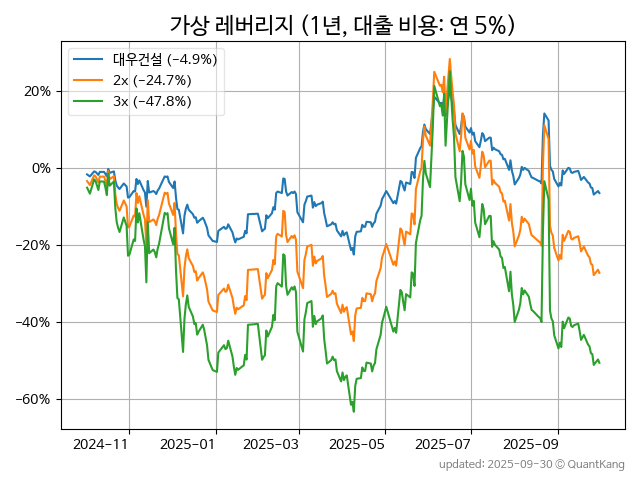 가상 레버리지 (1년, 대출 비용: 연 5%)
대우건설 (−4.9%)
2x (−24.7%)
3x (−47.8%)
20%
0%
−20%
−40%
−60%
2024-11
2025-01
2025-03
2025-05
2025-07
2025-09
updated: 2025-09-30 © QuantKang